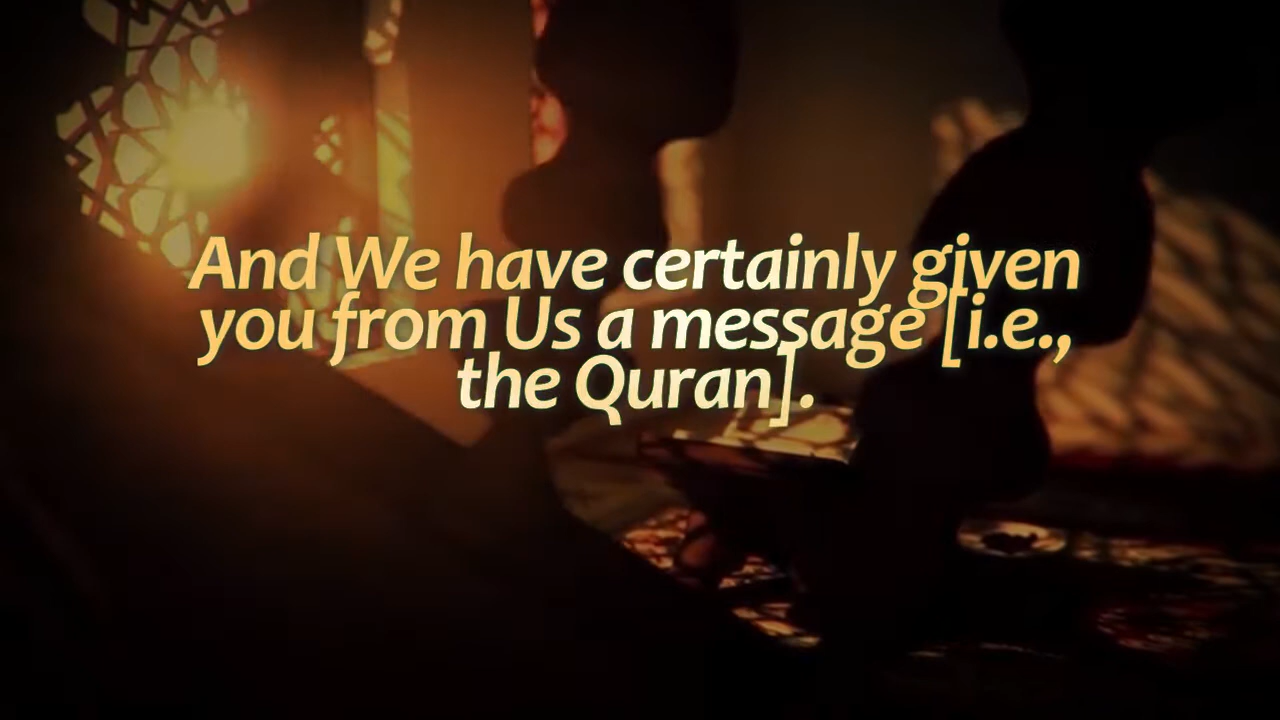 And We have certainly given
you from Us a message [i.e.,
the Quran].